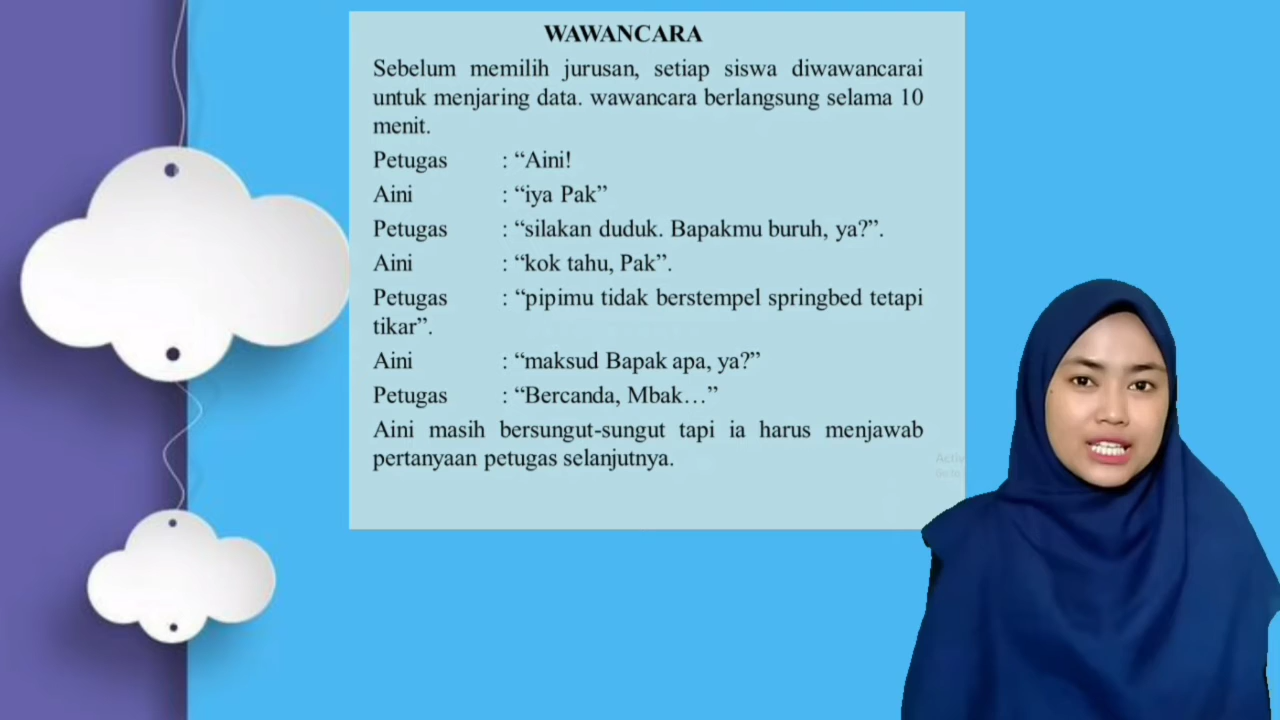 WAWANCARA
Sebelum memilih jurusan, setiap siswa diwawancarai
untuk menjaring data. wawancara berlangsung selama 10
menit.
Petugas : “Aini!
Aini : “iya Pak”
Petugas : “silakan duduk. Bapakmu buruh, ya?”.
Aini : “kok tahu, Pak”.
Petugas : “pipimu tidak berstempel springbed tetapi
tikar”.
Aini : “maksud Bapak apa, ya?”
Petugas : “Bercanda, Mbak…”
Aini masih bersungut-sungut tapi ia harus menjawab
pertanyaan petugas selanjutnya.